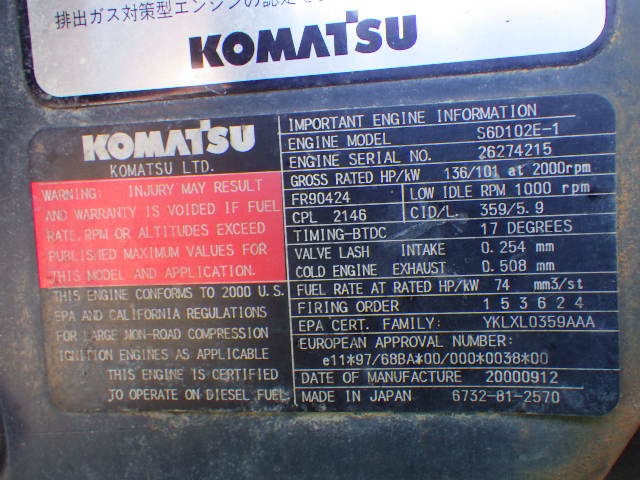 排出ガス対策型エンジンの認定
KOMATSU
KOMATSU
KOMATSU LTD.
WARNING: INJURY MAY RESULT
AND WARRANTY IS VOIDED IF FUEL
RATE, RPM OR ALTITUDES EXCEED
PUBLISHED MAXIMUM VALUES FOR
THIS MODEL AND APPLICATION.
THIS ENGINE CONFORMS TO 2000 U.S.
EPA AND CALIFORNIA REGULATIONS
FOR LARGE NON-ROAD COMPRESSION
IGNITION ENGINES AS APPLICABLE
THIS ENGINE IS CERTIFIED
TO OPERATE ON DIESEL FUEL.
IMPORTANT ENGINE INFORMATION
ENGINE MODEL S6D102E-1
ENGINE SERIAL NO. 26274215
GROSS RATED HP/kW 136/101 at 2000rpm
FR90424 LOW IDLE RPM 1000 rpm
CPL 2146 CID/L. 359/5.9
TIMING-BTDC 17 DEGREES
VALVE LASH INTAKE 0.254 mm
COLD ENGINE EXHAUST 0.508 mm
FUEL RATE AT RATED HP/kW 74 mm3/st
FIRING ORDER 1 5 3 6 2 4
EPA CERT. FAMILY: YKLXL0359AAA
EUROPEAN APPROVAL NUMBER:
e11*97/68BA*00/000*0038*00
DATE OF MANUFACTURE 20000912
MADE IN JAPAN 6732-81-2570